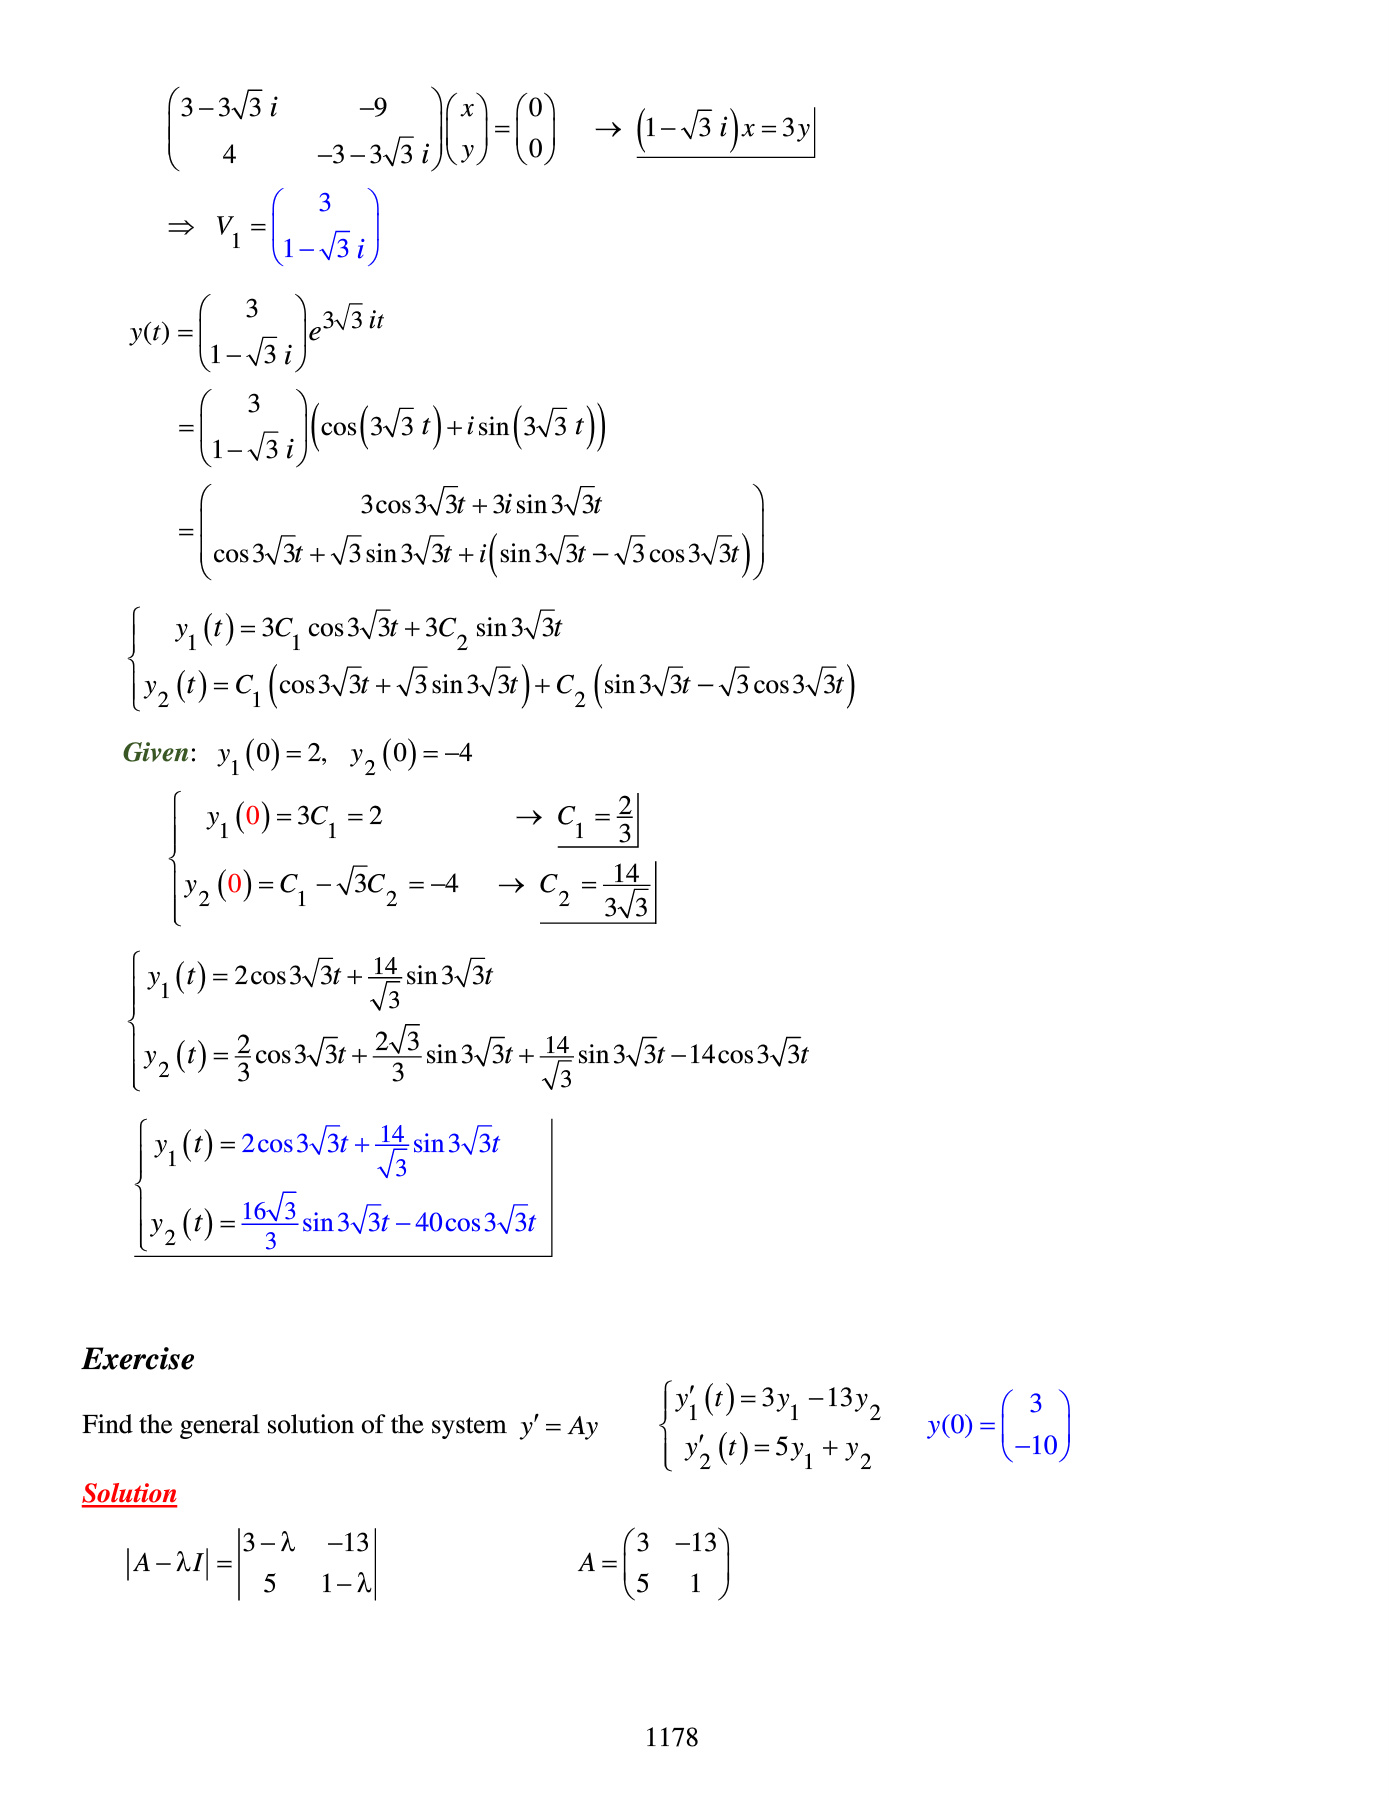 $\begin{pmatrix} 3-3\sqrt{3}\,i & -9 \\ 4 & -3-3\sqrt{3}\,i \end{pmatrix}\begin{pmatrix} x \\ y \end{pmatrix} = \begin{pmatrix} 0 \\ 0 \end{pmatrix} \quad \rightarrow \underline{(1-\sqrt{3}\,i)x = 3y|}$
$\Rightarrow V_1 = \begin{pmatrix} 3 \\ 1-\sqrt{3}\,i \end{pmatrix}$
$y(t) = \begin{pmatrix} 3 \\ 1-\sqrt{3}\,i \end{pmatrix} e^{3\sqrt{3}\,it}$
$= \begin{pmatrix} 3 \\ 1-\sqrt{3}\,i \end{pmatrix}\left(\cos(3\sqrt{3}\,t) + i\sin(3\sqrt{3}\,t)\right)$
$= \begin{pmatrix} 3\cos 3\sqrt{3}t + 3i\sin 3\sqrt{3}t \\ \cos 3\sqrt{3}t + \sqrt{3}\sin 3\sqrt{3}t + i\left(\sin 3\sqrt{3}t - \sqrt{3}\cos 3\sqrt{3}t\right) \end{pmatrix}$
$\begin{cases} y_1(t) = 3C_1\cos 3\sqrt{3}t + 3C_2\sin 3\sqrt{3}t \\ y_2(t) = C_1\left(\cos 3\sqrt{3}t + \sqrt{3}\sin 3\sqrt{3}t\right) + C_2\left(\sin 3\sqrt{3}t - \sqrt{3}\cos 3\sqrt{3}t\right) \end{cases}$
Given: $y_1(0) = 2, \quad y_2(0) = -4$
$\begin{cases} y_1(0) = 3C_1 = 2 & \rightarrow \underline{C_1 = \frac{2}{3}|} \\ y_2(0) = C_1 - \sqrt{3}C_2 = -4 & \rightarrow \underline{C_2 = \frac{14}{3\sqrt{3}}|} \end{cases}$
$\begin{cases} y_1(t) = 2\cos 3\sqrt{3}t + \frac{14}{\sqrt{3}}\sin 3\sqrt{3}t \\ y_2(t) = \frac{2}{3}\cos 3\sqrt{3}t + \frac{2\sqrt{3}}{3}\sin 3\sqrt{3}t + \frac{14}{\sqrt{3}}\sin 3\sqrt{3}t - 14\cos 3\sqrt{3}t \end{cases}$
$\underline{\begin{cases} y_1(t) = 2\cos 3\sqrt{3}t + \frac{14}{\sqrt{3}}\sin 3\sqrt{3}t \\ y_2(t) = \frac{16\sqrt{3}}{3}\sin 3\sqrt{3}t - 40\cos 3\sqrt{3}t \end{cases}|}$
Exercise
Find the general solution of the system $y' = Ay \quad \begin{cases} y_1'(t) = 3y_1 - 13y_2 \\ y_2'(t) = 5y_1 + y_2 \end{cases} \quad y(0) = \begin{pmatrix} 3 \\ -10 \end{pmatrix}$
Solution
$|A - \lambda I| = \begin{vmatrix} 3-\lambda & -13 \\ 5 & 1-\lambda \end{vmatrix} \qquad A = \begin{pmatrix} 3 & -13 \\ 5 & 1 \end{pmatrix}$
1178